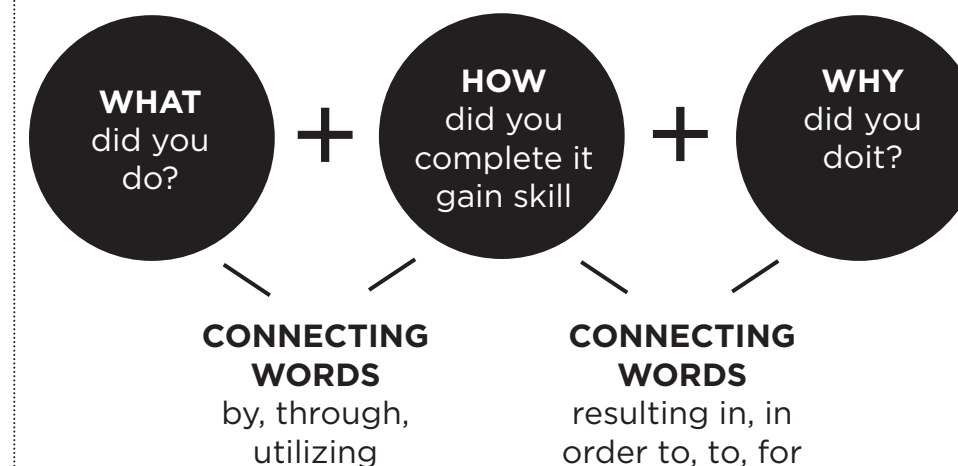 WHAT
did you
do?
+
HOW
did you
complete it
gain skill
+
WHY
did you
doit?
CONNECTING
WORDS
by, through,
utilizing
CONNECTING
WORDS
resulting in, in
order to, to, for